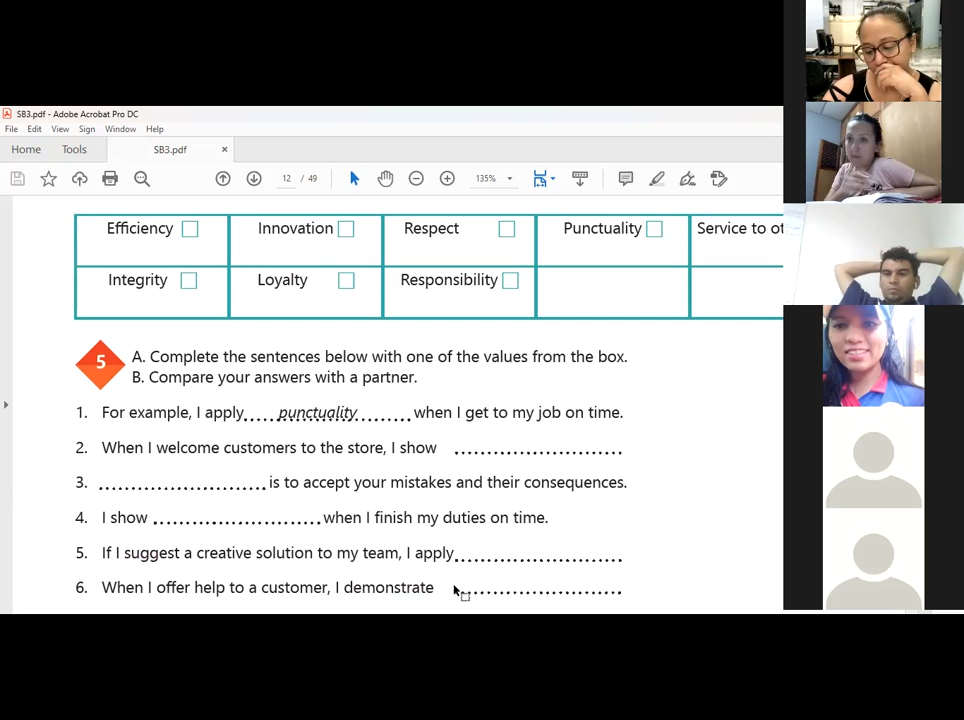 SB3.pdf - Adobe Acrobat Pro DC
File Edit View Sign Window Help
Home Tools SB3.pdf ×
12 / 49 135%
Efficiency Innovation Respect Punctuality Service to ot
Integrity Loyalty Responsibility
5 A. Complete the sentences below with one of the values from the box.
B. Compare your answers with a partner.
1. For example, I apply.....punctuality........when I get to my job on time.
2. When I welcome customers to the store, I show ........................
3. ........................is to accept your mistakes and their consequences.
4. I show ........................when I finish my duties on time.
5. If I suggest a creative solution to my team, I apply........................
6. When I offer help to a customer, I demonstrate ........................